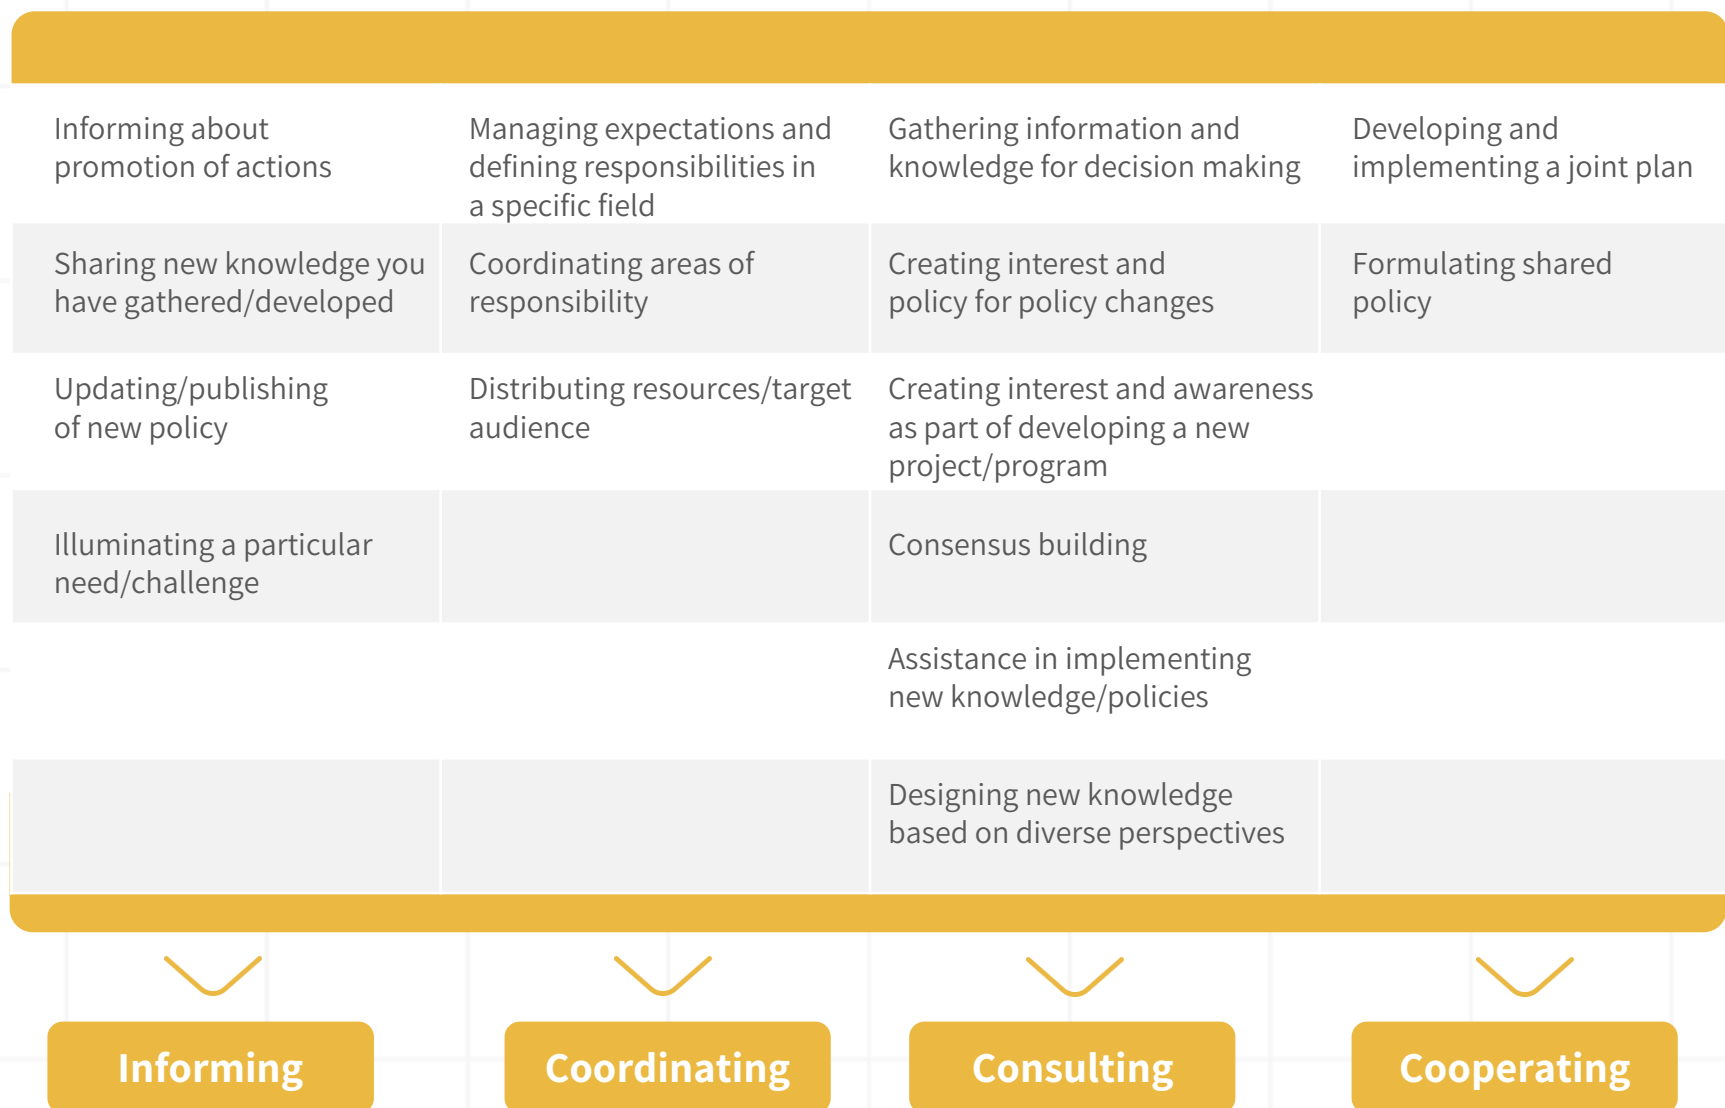 Informing about
promotion of actions
Managing expectations and
defining responsibilities in
a specific field
Gathering information and
knowledge for decision making
Developing and
implementing a joint plan
Sharing new knowledge you
have gathered/developed
Coordinating areas of
responsibility
Creating interest and
policy for policy changes
Formulating shared
policy
Updating/publishing
of new policy
Distributing resources/target
audience
Creating interest and awareness
as part of developing a new
project/program
Illuminating a particular
need/challenge
Consensus building
Assistance in implementing
new knowledge/policies
Designing new knowledge
based on diverse perspectives
Informing
Coordinating
Consulting
Cooperating